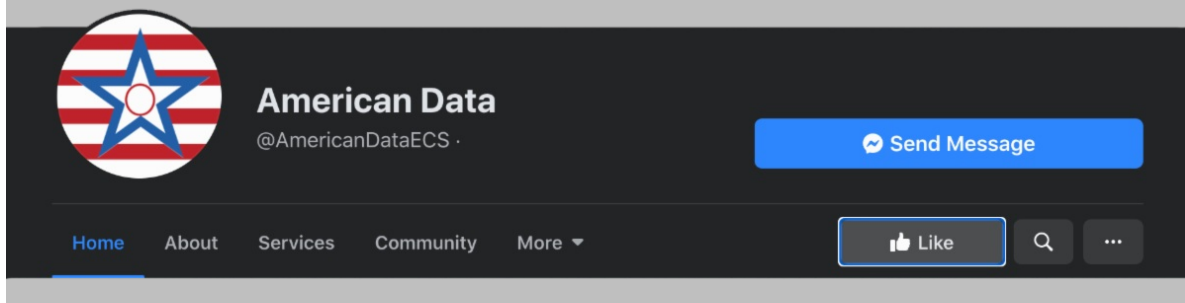 American Data
@AmericanDataECS ·
Send Message
Home About Services Community More
Like